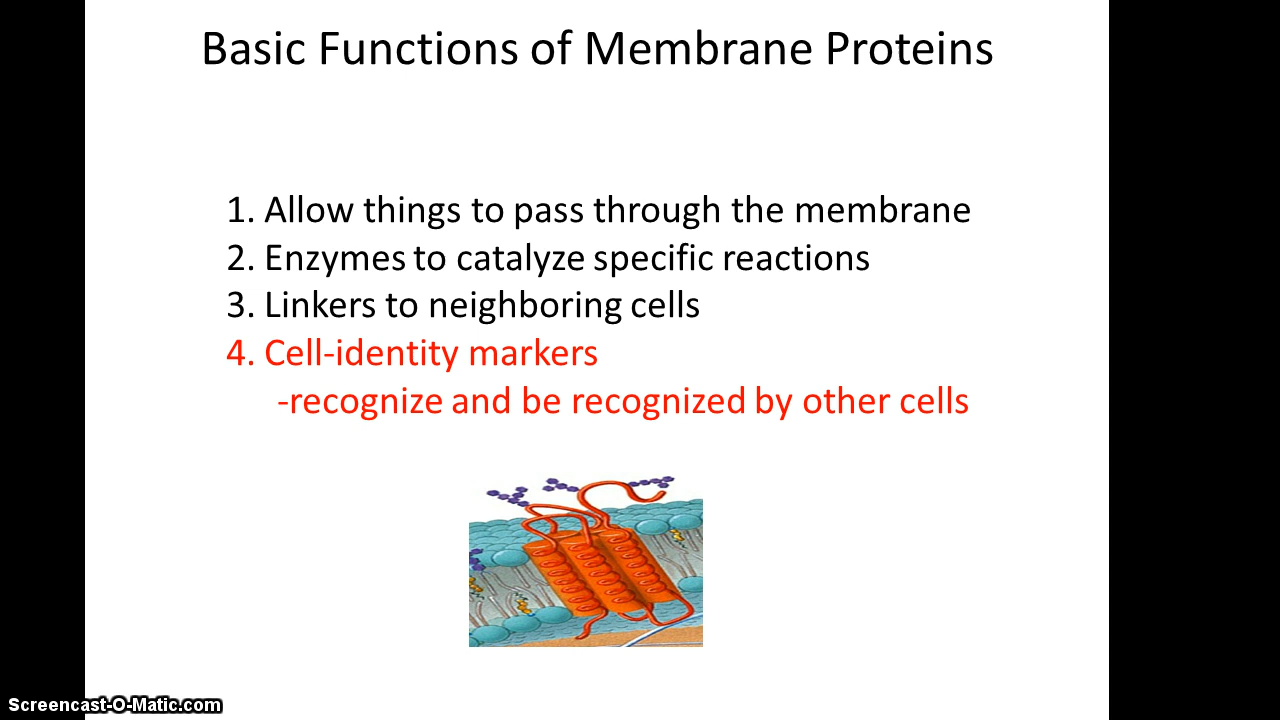 Basic Functions of Membrane Proteins
1. Allow things to pass through the membrane
2. Enzymes to catalyze specific reactions
3. Linkers to neighboring cells
4. Cell-identity markers
-recognize and be recognized by other cells
Screencast-O-Matic.com